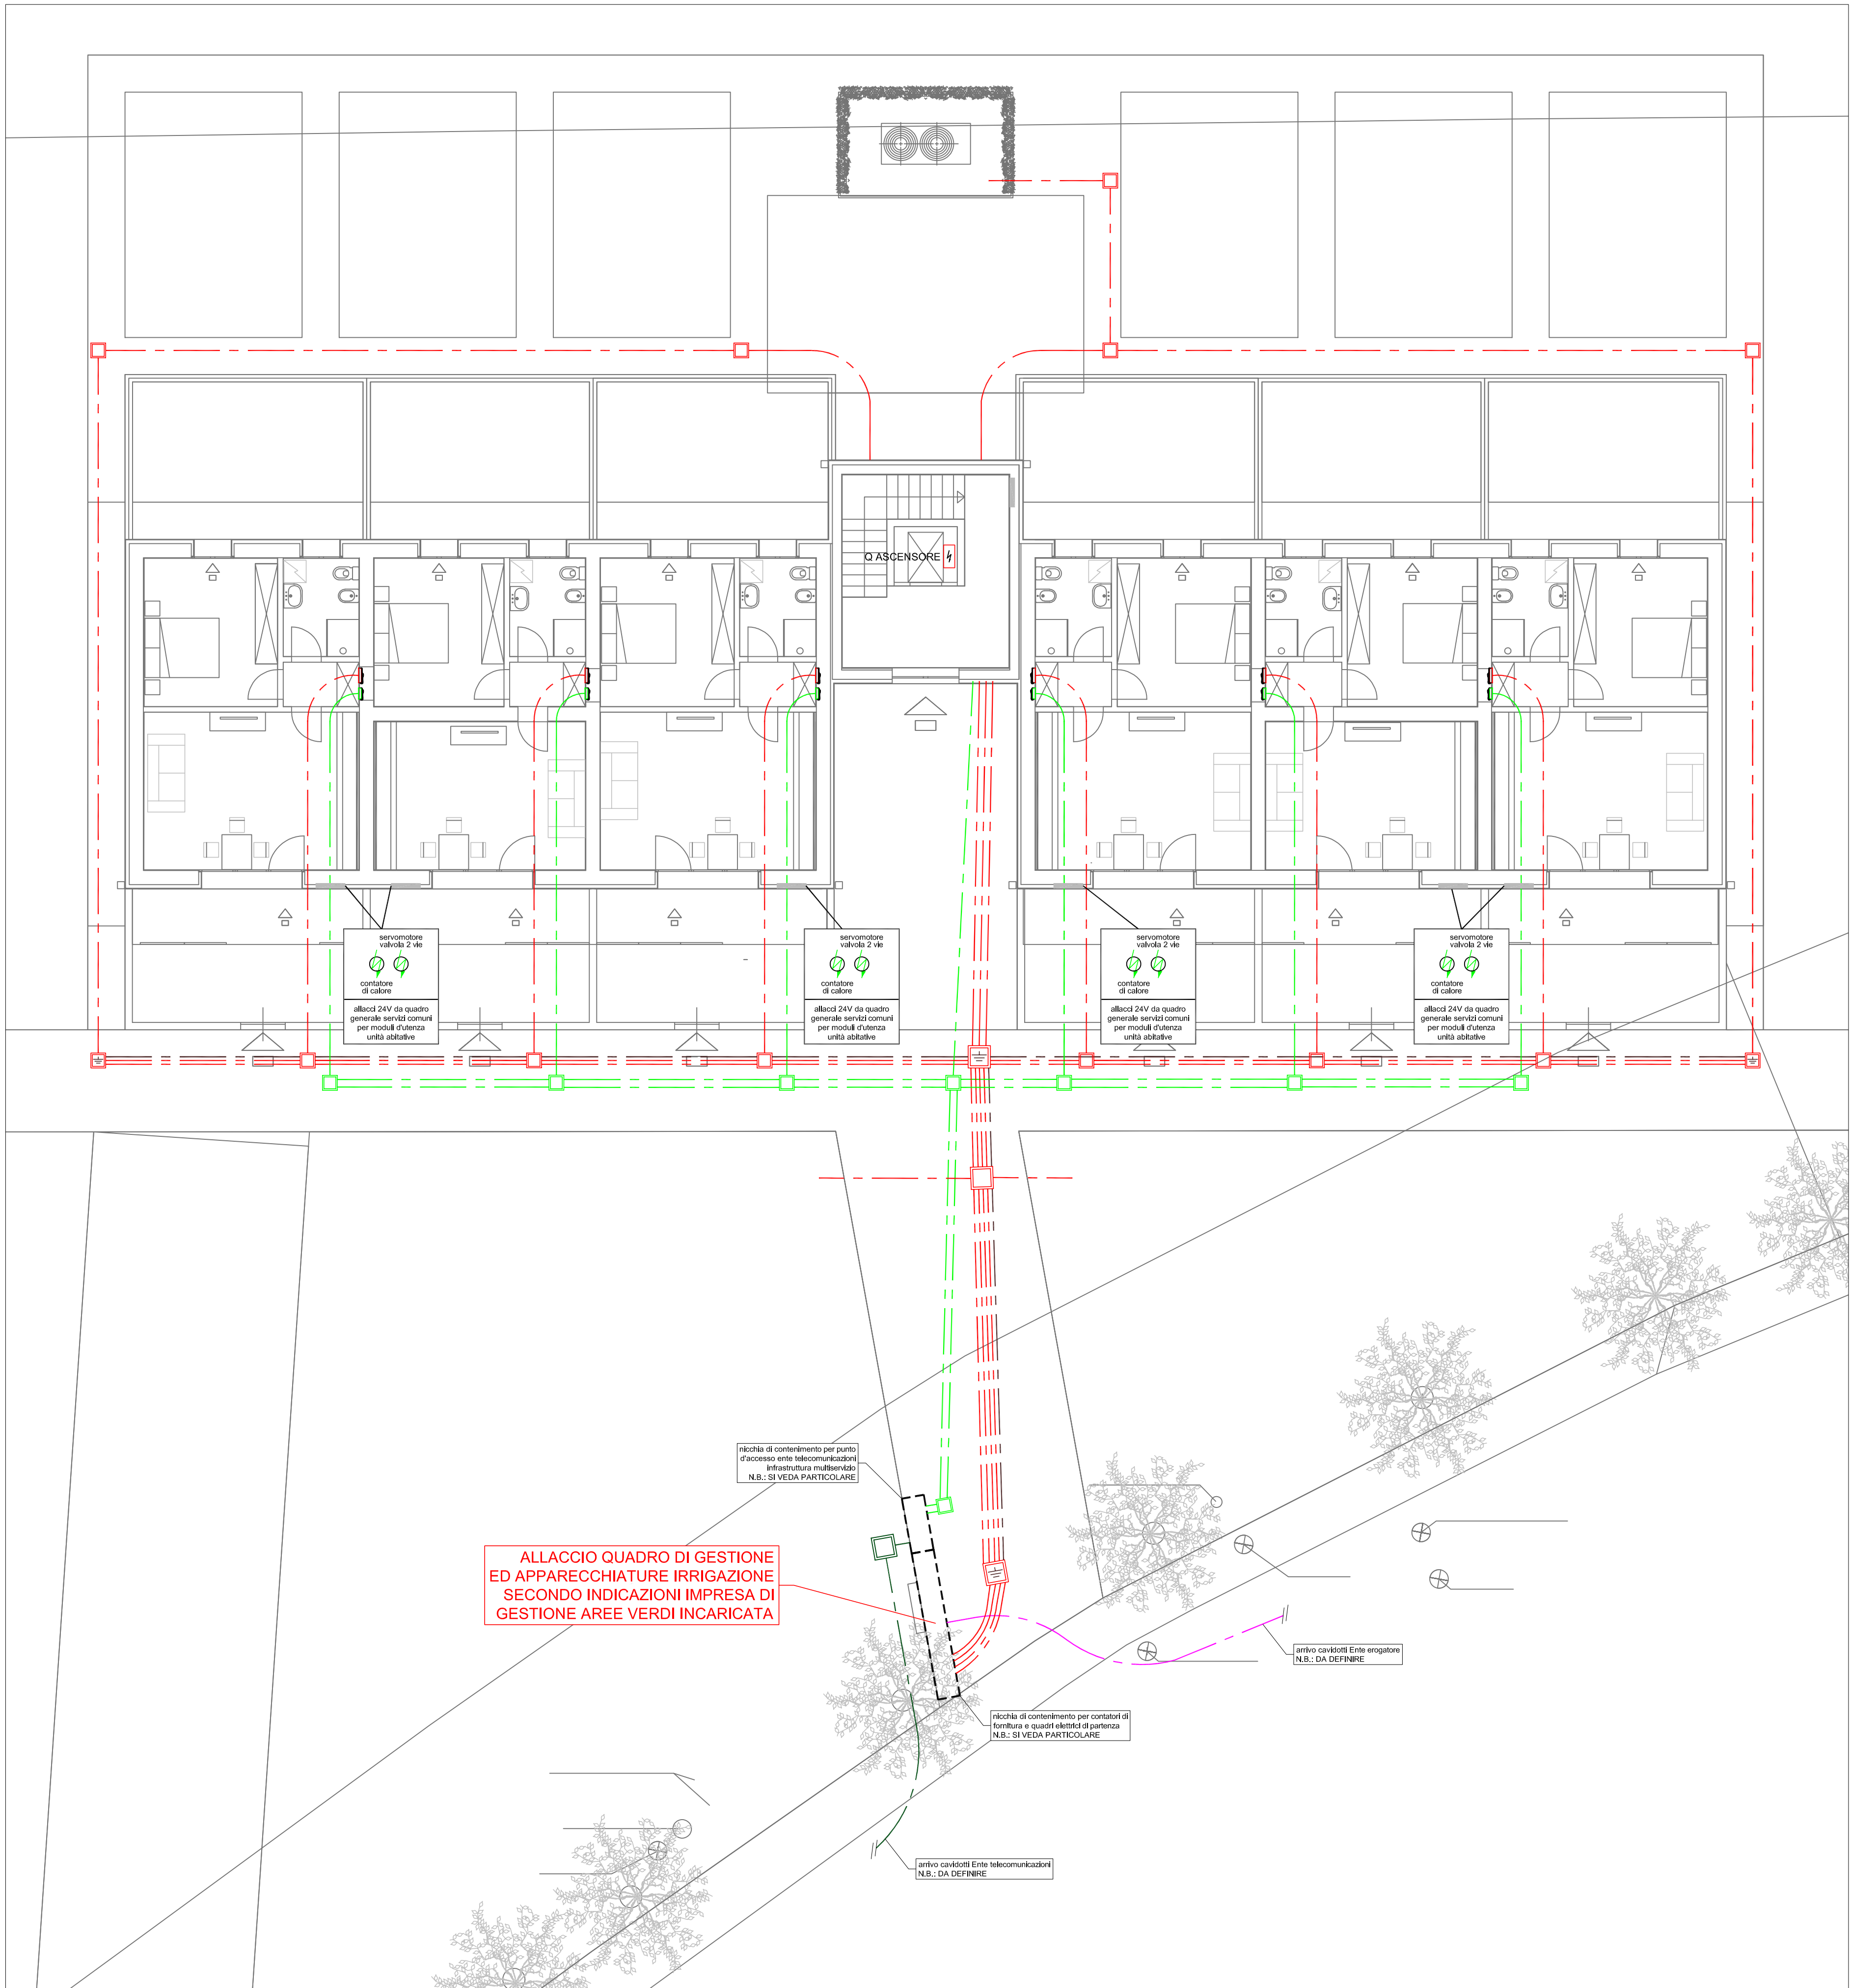 Q ASCENSORE
servomotore
valvola 2 vie
contatore
di calore
allacci 24V da quadro
generale servizi comuni
per moduli d'utenza
unità abitative
servomotore
valvola 2 vie
contatore
di calore
allacci 24V da quadro
generale servizi comuni
per moduli d'utenza
unità abitative
servomotore
valvola 2 vie
contatore
di calore
allacci 24V da quadro
generale servizi comuni
per moduli d'utenza
unità abitative
servomotore
valvola 2 vie
contatore
di calore
allacci 24V da quadro
generale servizi comuni
per moduli d'utenza
unità abitative
nicchia di contenimento per punto
d'accesso ente telecomunicazioni
infrastruttura multiservizio
N.B.: SI VEDA PARTICOLARE
ALLACCIO QUADRO DI GESTIONE
ED APPARECCHIATURE IRRIGAZIONE
SECONDO INDICAZIONI IMPRESA DI
GESTIONE AREE VERDI INCARICATA
arrivo cavidotti Ente erogatore
N.B.: DA DEFINIRE
nicchia di contenimento per contatori di
fornitura e quadri elettrici di partenza
N.B.: SI VEDA PARTICOLARE
arrivo cavidotti Ente telecomunicazioni
N.B.: DA DEFINIRE